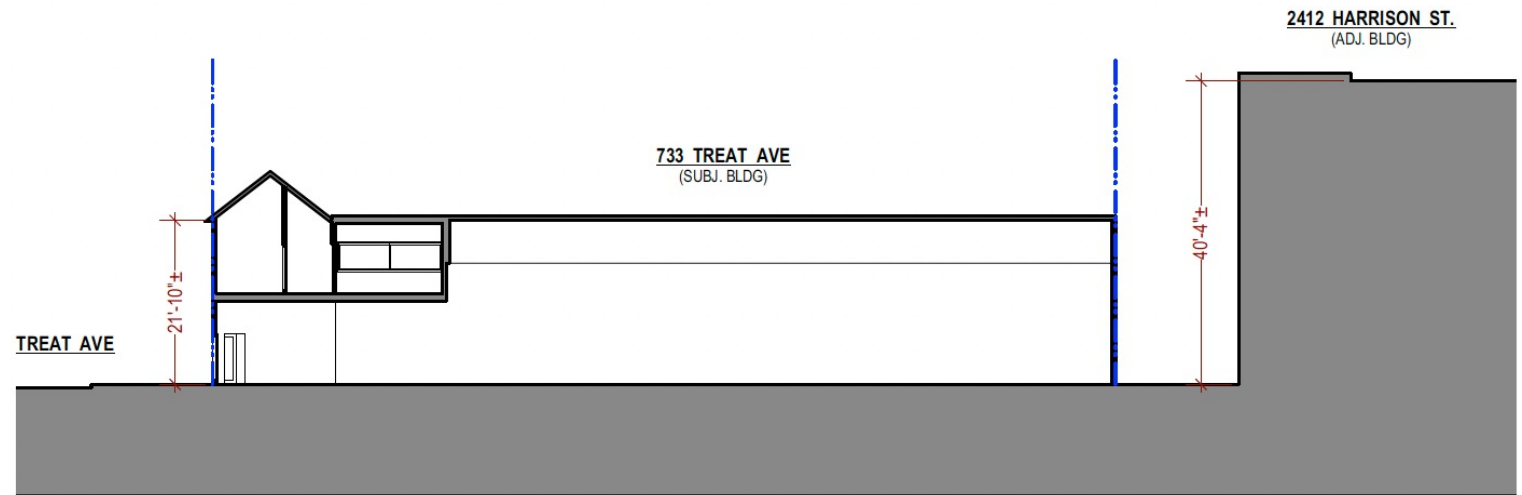 2412 HARRISON ST.
(ADJ. BLDG)
733 TREAT AVE
(SUBJ. BLDG)
40'-4"±
21'-10"±
TREAT AVE